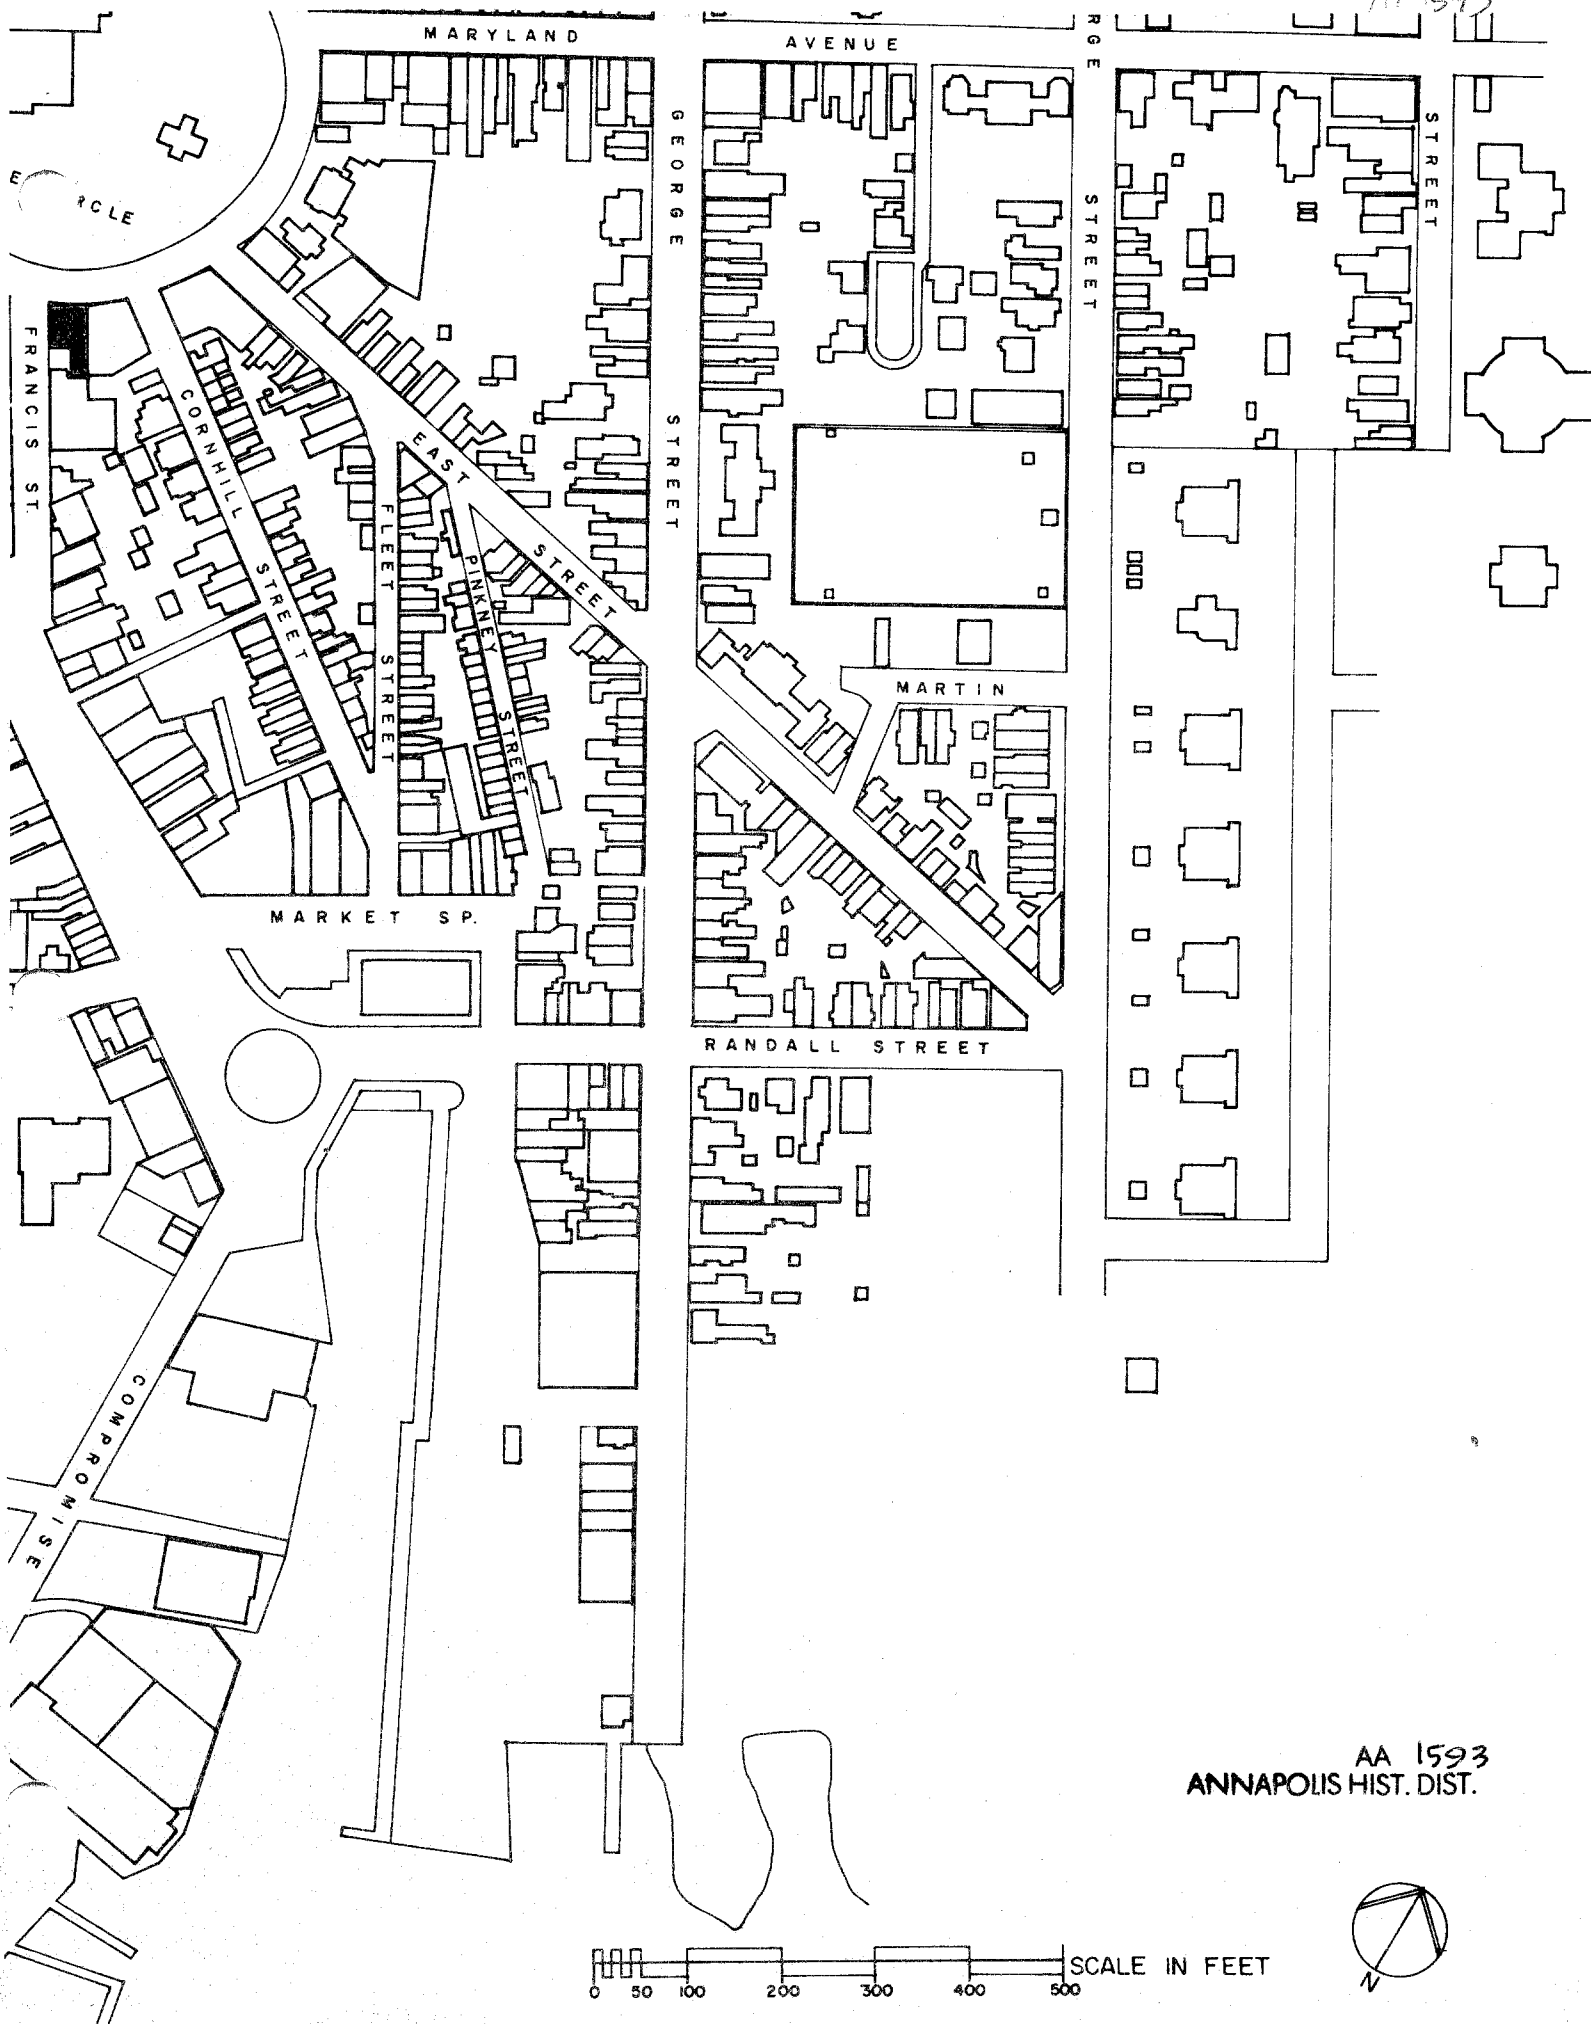 MARYLAND AVENUE
RGE
STREET
GEORGE STREET
STREET
E RCLE
FRANCIS ST.
CORNHILL STREET
EAST STREET
FLEET STREET
PINKNEY STREET
MARTIN
MARKET SP.
RANDALL STREET
COMPROMISE
AA 1593
ANNAPOLIS HIST. DIST.
N
SCALE IN FEET
0 50 100 200 300 400 500